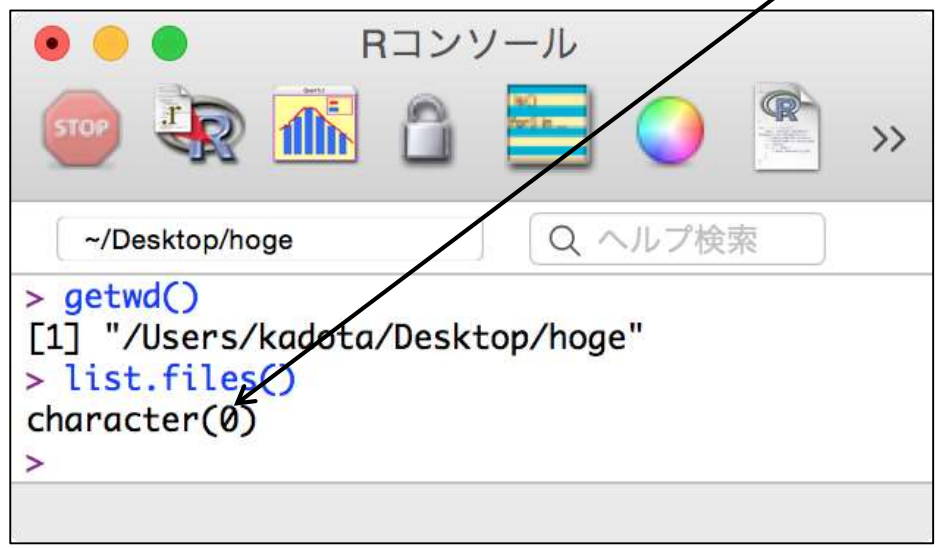 Rコンソール
STOP
~/Desktop/hoge
ヘルプ検索
> getwd()
[1] "/Users/kadota/Desktop/hoge"
> list.files()
character(0)
>